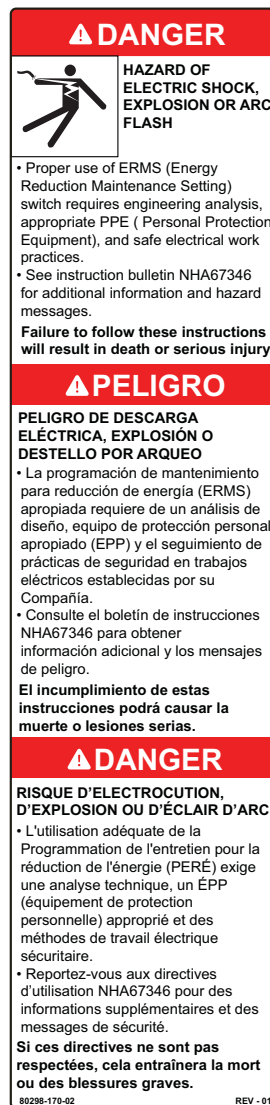 DANGER
HAZARD OF
ELECTRIC SHOCK,
EXPLOSION OR ARC
FLASH
• Proper use of ERMS (Energy
Reduction Maintenance Setting)
switch requires engineering analysis,
appropriate PPE ( Personal Protection
Equipment), and safe electrical work
practices.
• See instruction bulletin NHA67346
for additional information and hazard
messages.
Failure to follow these instructions
will result in death or serious injury
PELIGRO
PELIGRO DE DESCARGA
ELÉCTRICA, EXPLOSIÓN O
DESTELLO POR ARQUEO
• La programación de mantenimiento
para reducción de energía (ERMS)
apropiada requiere de un análisis de
diseño, equipo de protección personal
apropiado (EPP) y el seguimiento de
prácticas de seguridad en trabajos
eléctricos establecidas por su
Compañía.
• Consulte el boletín de instrucciones
NHA67346 para obtener
información adicional y los mensajes
de peligro.
El incumplimiento de estas
instrucciones podrá causar la
muerte o lesiones serias.
DANGER
RISQUE D'ELECTROCUTION,
D'EXPLOSION OU D'ÉCLAIR D'ARC
• L'utilisation adéquate de la
Programmation de l'entretien pour la
réduction de l'énergie (PERÉ) exige
une analyse technique, un ÉPP
(équipement de protection
personnelle) approprié et des
méthodes de travail électrique
sécuritaire.
• Reportez-vous aux directives
d'utilisation NHA67346 pour des
informations supplémentaires et des
messages de sécurité.
Si ces directives ne sont pas
respectées, cela entraînera la mort
ou des blessures graves.
80298-170-02 REV - 01